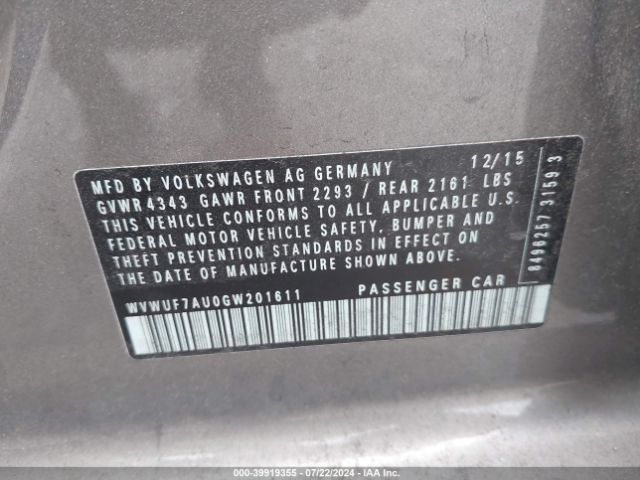 MFD BY VOLKSWAGEN AG GERMANY 12/15
GVWR 4343 GAWR FRONT 2293 / REAR 2161 LBS
THIS VEHICLE CONFORMS TO ALL APPLICABLE U.S.
FEDERAL MOTOR VEHICLE SAFETY, BUMPER AND
THEFT PREVENTION STANDARDS IN EFFECT ON
THE DATE OF MANUFACTURE SHOWN ABOVE.
WVWUF7AU0GW201611 PASSENGER CAR
8498257 31593
000-39919355 - 07/22/2024 - IAA Inc.